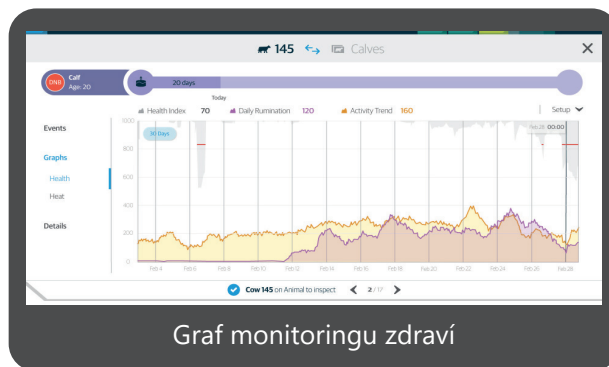 145 Calves
DNB Calf
Age: 20
20 days
Today
Health Index 70 Daily Rumination 120 Activity Trend 160 Setup
Events
Graphs
Health
Heat
Details
30 Days
Feb 28 00:00
800
600
400
200
0
Feb 4 Feb 6 Feb 8 Feb 10 Feb 12 Feb 14 Feb 16 Feb 18 Feb 20 Feb 22 Feb 24 Feb 26 Feb 28
Cow 145 on Animal to inspect 2/17
Graf monitoringu zdraví